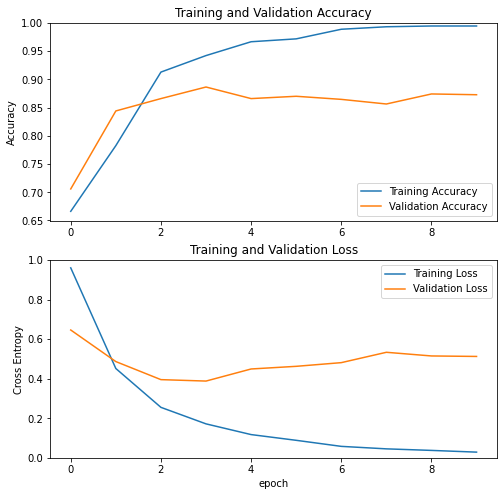 Training and Validation Accuracy
1.00
0.95
0.90
0.85
0.80
0.75
0.70
0.65
Accuracy
Training Accuracy
Validation Accuracy
0 2 4 6 8
Training and Validation Loss
1.0
0.8
0.6
0.4
0.2
0.0
Cross Entropy
Training Loss
Validation Loss
0 2 4 6 8
epoch